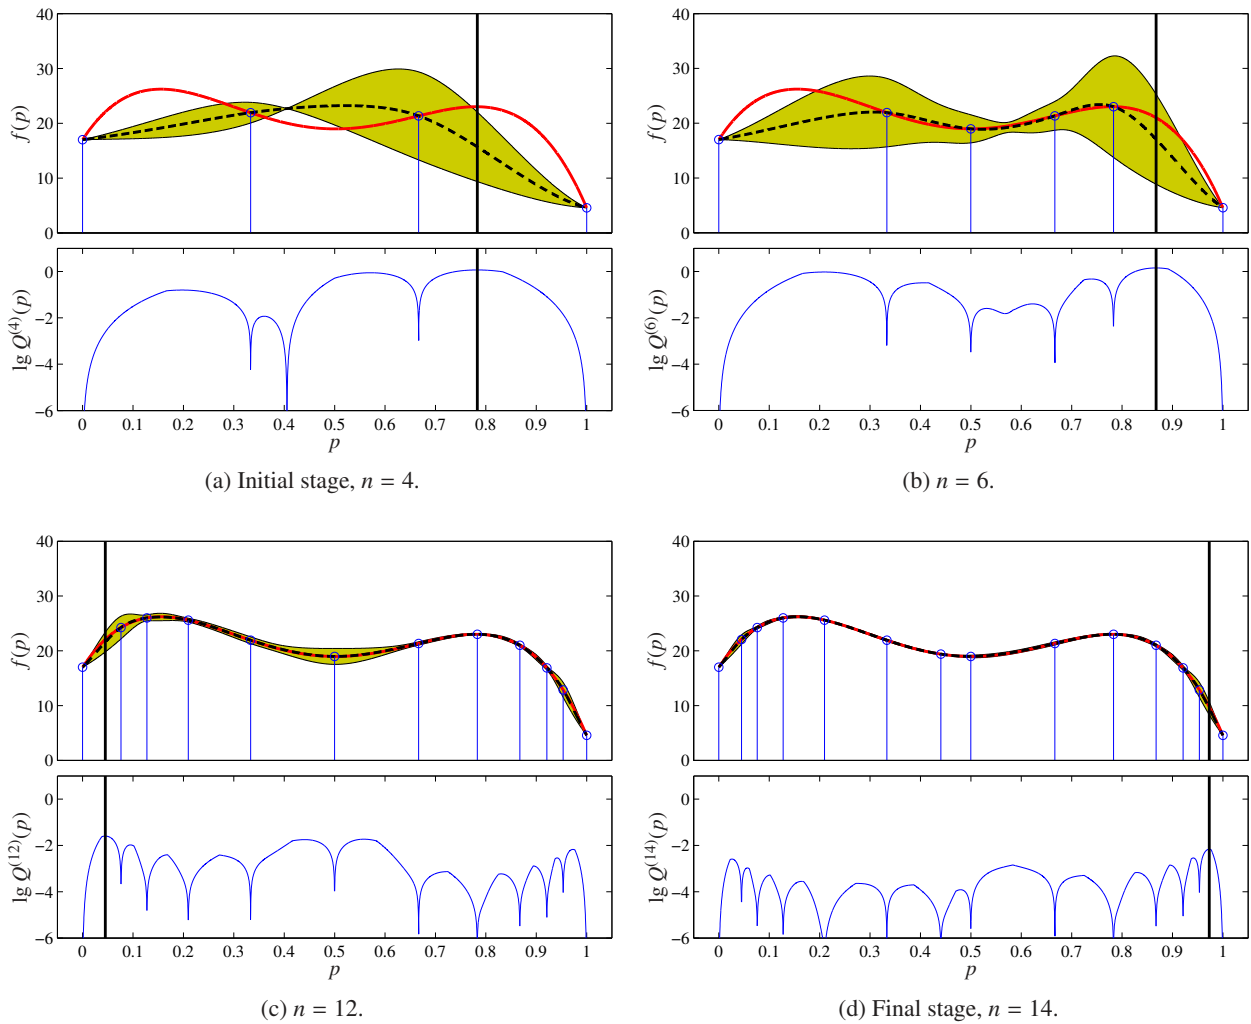 40
30
20
10
0
f(p)
0
−2
−4
−6
lg Q^(4)(p)
0 0.1 0.2 0.3 0.4 0.5 0.6 0.7 0.8 0.9 1
p
(a) Initial stage, n = 4.
40
30
20
10
0
f(p)
0
−2
−4
−6
lg Q^(6)(p)
0 0.1 0.2 0.3 0.4 0.5 0.6 0.7 0.8 0.9 1
p
(b) n = 6.
40
30
20
10
0
f(p)
0
−2
−4
−6
lg Q^(12)(p)
0 0.1 0.2 0.3 0.4 0.5 0.6 0.7 0.8 0.9 1
p
(c) n = 12.
40
30
20
10
0
f(p)
0
−2
−4
−6
lg Q^(14)(p)
0 0.1 0.2 0.3 0.4 0.5 0.6 0.7 0.8 0.9 1
p
(d) Final stage, n = 14.